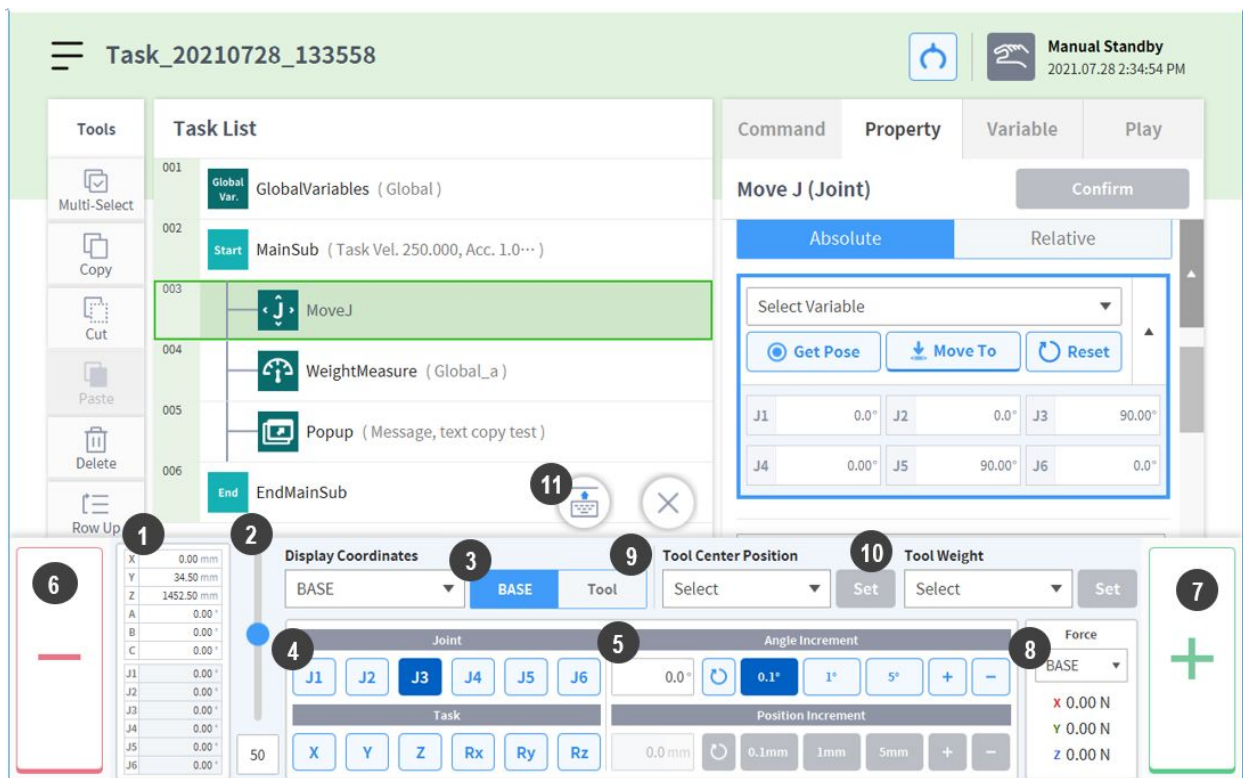 Task_20210728_133558
Manual Standby
2021.07.28 2:34:54 PM
Tools
Multi-Select
Copy
Cut
Paste
Delete
Row Up
Task List
001
Global Var.
GlobalVariables ( Global )
002
Start
MainSub ( Task Vel. 250.000, Acc. 1.0··· )
003
J
MoveJ
004
WeightMeasure ( Global_a )
005
Popup ( Message, text copy test )
006
End
EndMainSub
Command Property Variable Play
Move J (Joint)
Confirm
Absolute Relative
Select Variable
Get Pose Move To Reset
J1 0.0° J2 0.0° J3 90.00°
J4 0.00° J5 90.00° J6 0.0°
11
6
1
X 0.00 mm
Y 34.50 mm
Z 1452.50 mm
A 0.00 °
B 0.00 °
C 0.00 °
J1 0.00 °
J2 0.00 °
J3 0.00 °
J4 0.00 °
J5 0.00 °
J6 0.00 °
2
50
Display Coordinates
BASE
3
BASE Tool
9
Tool Center Position
Select
Set
10
Tool Weight
Select
Set
4
Joint
J1 J2 J3 J4 J5 J6
Task
X Y Z Rx Ry Rz
5
Angle Increment
0.0 ° 0.1° 1° 5° + −
Position Increment
0.0 mm 0.1mm 1mm 5mm + −
8
Force
BASE
X 0.00 N
Y 0.00 N
Z 0.00 N
7